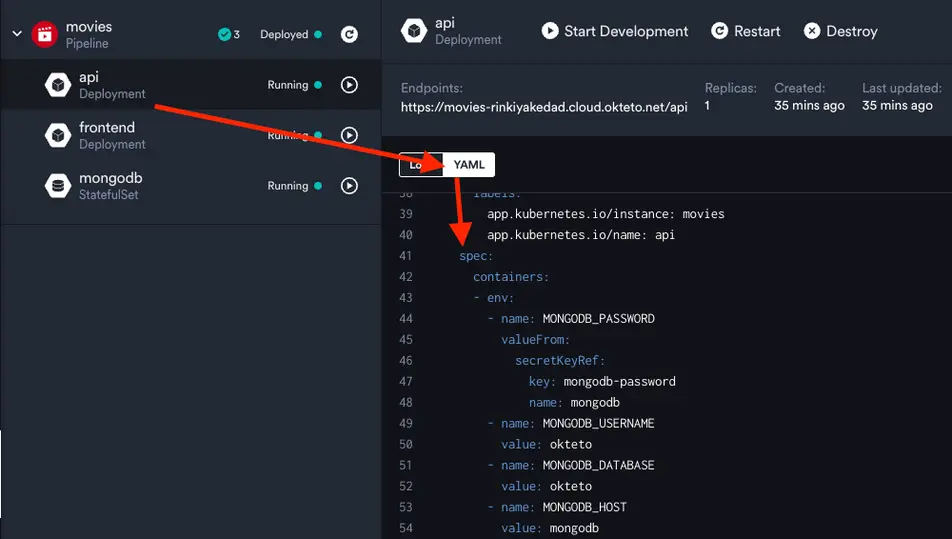 movies
Pipeline
3
Deployed
api
Deployment
Running
frontend
Deployment
Running
mongodb
StatefulSet
Running
api
Deployment
Start Development
Restart
Destroy
Endpoints:
https://movies-rinkiyakedad.cloud.okteto.net/api
Replicas:
1
Created:
35 mins ago
Last updated:
35 mins ago
YAML
38 labels:
39 app.kubernetes.io/instance: movies
40 app.kubernetes.io/name: api
41 spec:
42 containers:
43 - env:
44 - name: MONGODB_PASSWORD
45 valueFrom:
46 secretKeyRef:
47 key: mongodb-password
48 name: mongodb
49 - name: MONGODB_USERNAME
50 value: okteto
51 - name: MONGODB_DATABASE
52 value: okteto
53 - name: MONGODB_HOST
54 value: mongodb